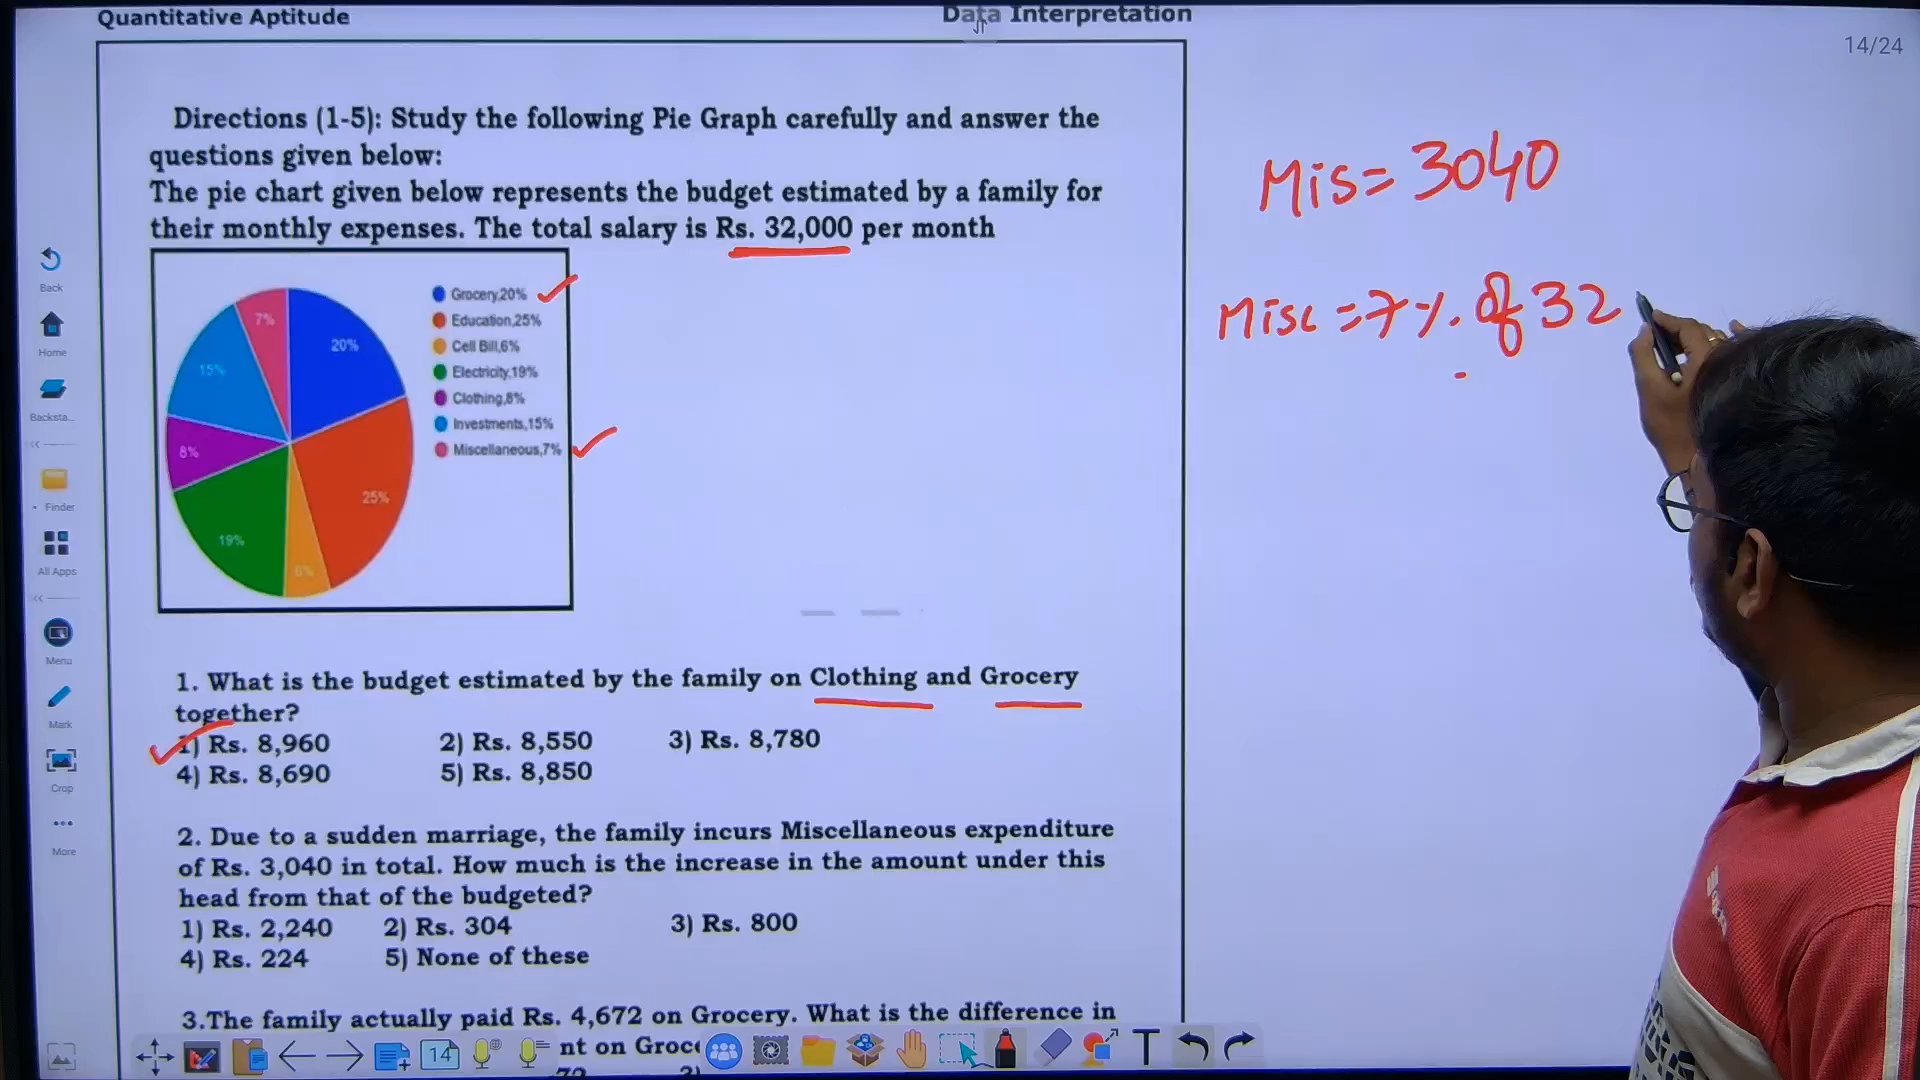 Quantitative Aptitude
Data Interpretation
14/24
Directions (1-5): Study the following Pie Graph carefully and answer the
questions given below:
The pie chart given below represents the budget estimated by a family for
their monthly expenses. The total salary is Rs. 32,000 per month
Grocery,20%
Education,25%
Cell Bill,6%
Electricity,19%
Clothing,8%
Investments,15%
Miscellaneous,7%
7%
20%
15%
8%
25%
19%
6%
Mis = 3040
Misc = 7%. of 32
1. What is the budget estimated by the family on Clothing and Grocery
together?
1) Rs. 8,960 2) Rs. 8,550 3) Rs. 8,780
4) Rs. 8,690 5) Rs. 8,850
2. Due to a sudden marriage, the family incurs Miscellaneous expenditure
of Rs. 3,040 in total. How much is the increase in the amount under this
head from that of the budgeted?
1) Rs. 2,240 2) Rs. 304 3) Rs. 800
4) Rs. 224 5) None of these
3.The family actually paid Rs. 4,672 on Grocery. What is the difference in
nt on Groc
Back
Home
Backsta...
Finder
All Apps
Menu
Mark
Crop
More
14
T